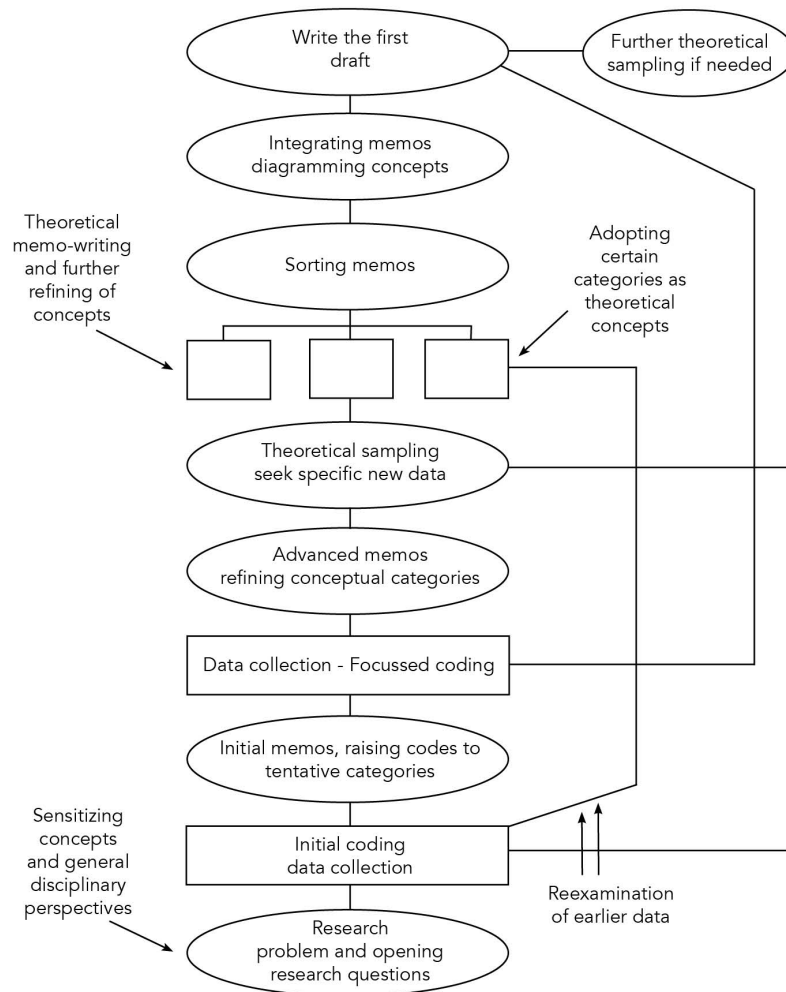 Write the first
draft
Further theoretical
sampling if needed
Integrating memos
diagramming concepts
Theoretical
memo-writing
and further
refining of
concepts
Sorting memos
Adopting
certain
categories as
theoretical
concepts
Theoretical sampling
seek specific new data
Advanced memos
refining conceptual categories
Data collection - Focussed coding
Initial memos, raising codes to
tentative categories
Sensitizing
concepts
and general
disciplinary
perspectives
Initial coding
data collection
Reexamination
of earlier data
Research
problem and opening
research questions